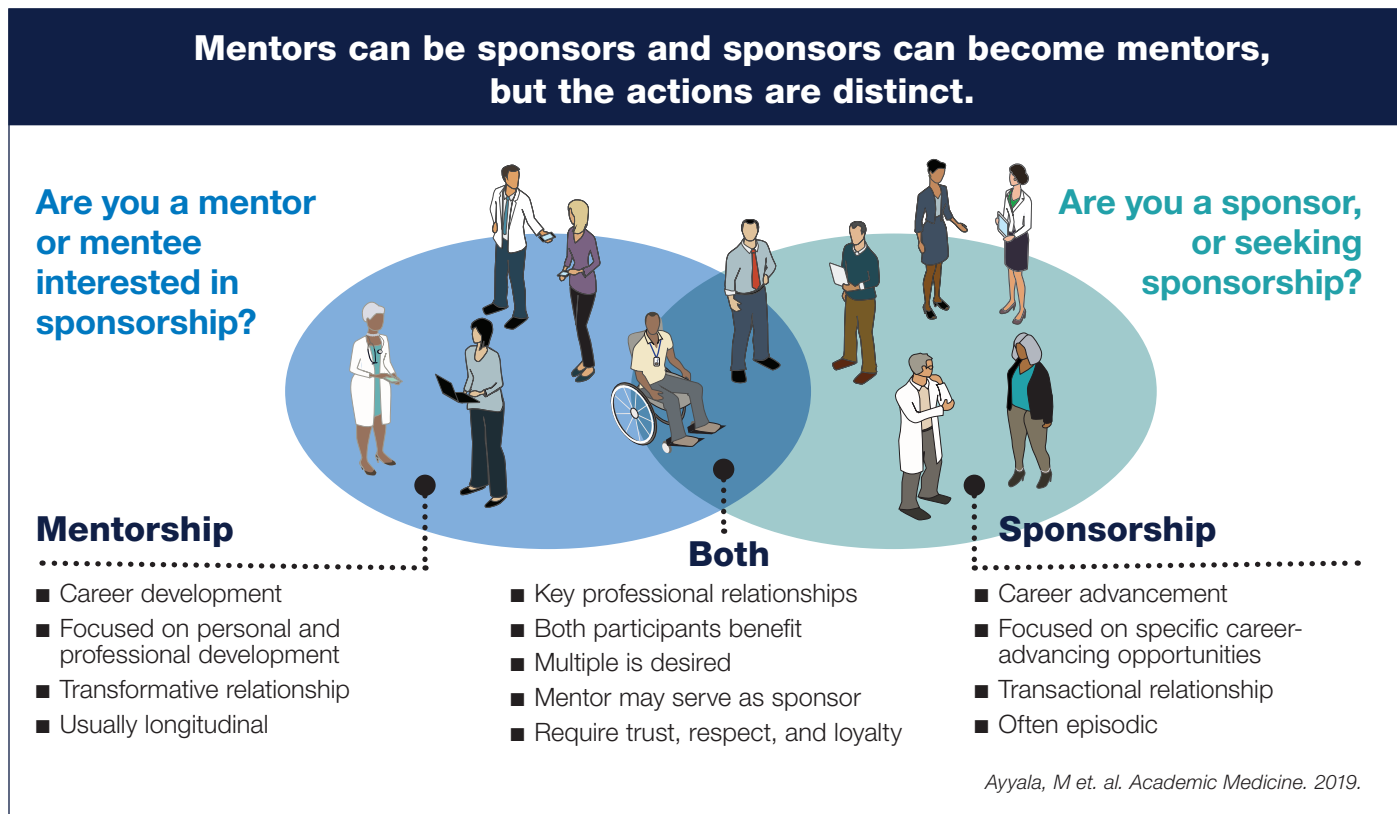 Mentors can be sponsors and sponsors can become mentors,
but the actions are distinct.
Are you a mentor
or mentee
interested in
sponsorship?
Are you a sponsor,
or seeking
sponsorship?
Mentorship
■ Career development
■ Focused on personal and
professional development
■ Transformative relationship
■ Usually longitudinal
Both
■ Key professional relationships
■ Both participants benefit
■ Multiple is desired
■ Mentor may serve as sponsor
■ Require trust, respect, and loyalty
Sponsorship
■ Career advancement
■ Focused on specific career-
advancing opportunities
■ Transactional relationship
■ Often episodic
Ayyala, M et. al. Academic Medicine. 2019.